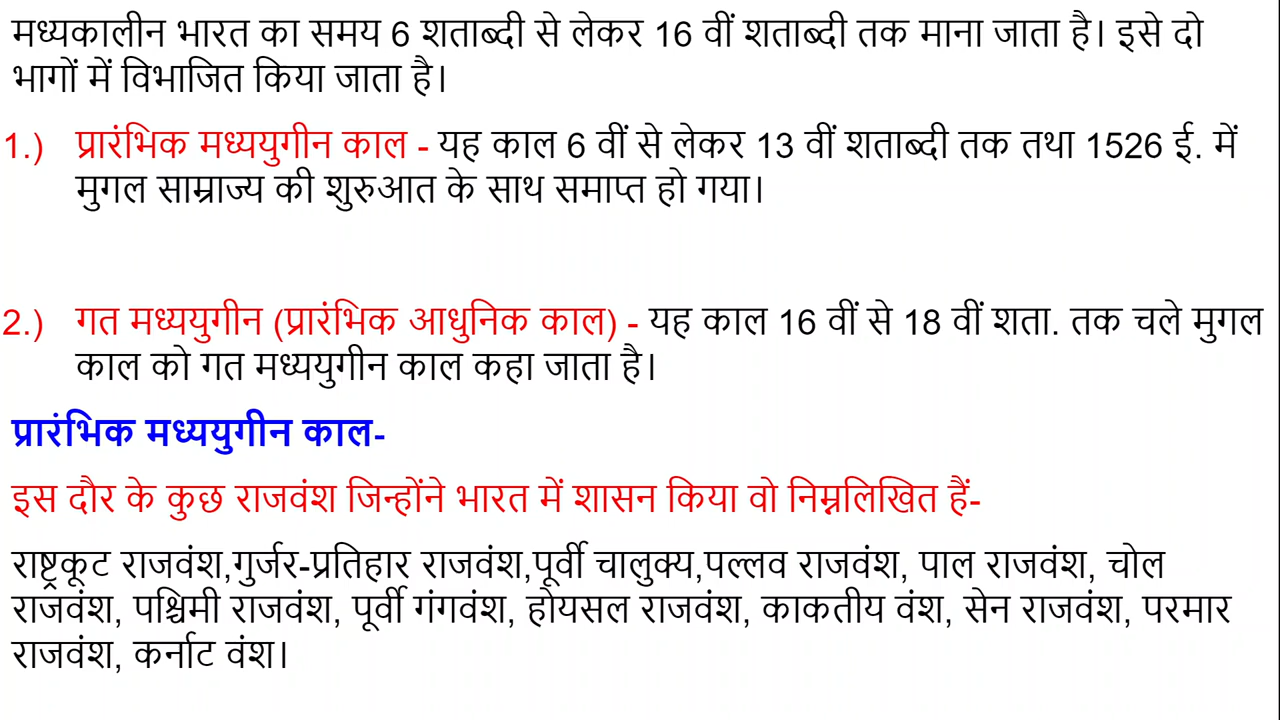 मध्यकालीन भारत का समय 6 शताब्दी से लेकर 16 वीं शताब्दी तक माना जाता है। इसे दो
भागों में विभाजित किया जाता है।
1.) प्रारंभिक मध्ययुगीन काल - यह काल 6 वीं से लेकर 13 वीं शताब्दी तक तथा 1526 ई. में
मुगल साम्राज्य की शुरुआत के साथ समाप्त हो गया।
2.) गत मध्ययुगीन (प्रारंभिक आधुनिक काल) - यह काल 16 वीं से 18 वीं शता. तक चले मुगल
काल को गत मध्ययुगीन काल कहा जाता है।
प्रारंभिक मध्ययुगीन काल-
इस दौर के कुछ राजवंश जिन्होंने भारत में शासन किया वो निम्नलिखित हैं-
राष्ट्रकूट राजवंश,गुर्जर-प्रतिहार राजवंश,पूर्वी चालुक्य,पल्लव राजवंश, पाल राजवंश, चोल
राजवंश, पश्चिमी राजवंश, पूर्वी गंगवंश, होयसल राजवंश, काकतीय वंश, सेन राजवंश, परमार
राजवंश, कर्नाट वंश।